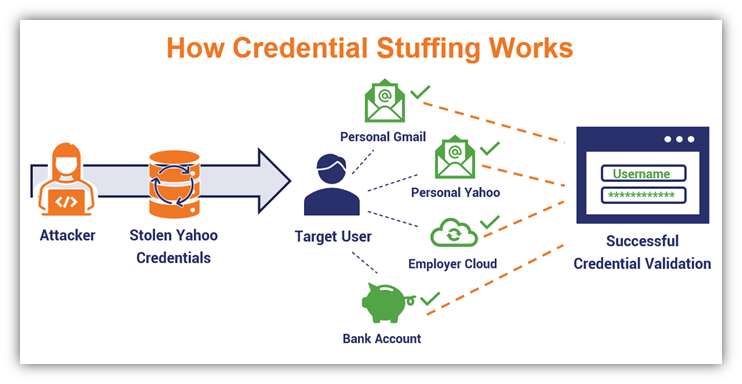 How Credential Stuffing Works
Personal Gmail
Personal Yahoo
Attacker
Stolen Yahoo
Credentials
Target User
Employer Cloud
Bank Account
Username
************
Successful
Credential Validation